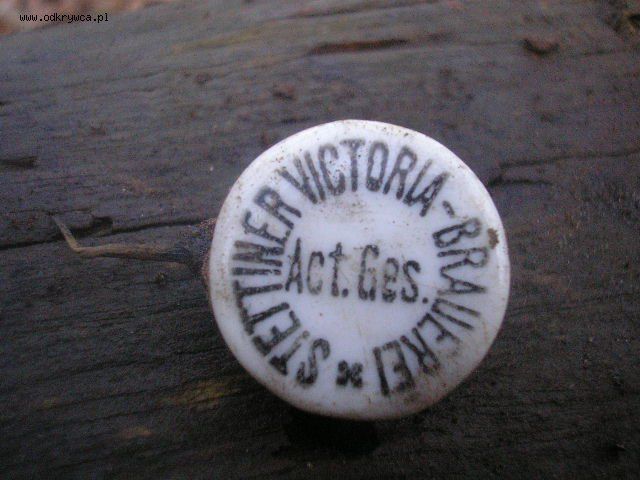 www.odkrywca.pl
STETTINER VICTORIA-BRAUEREI
Act. Ges.